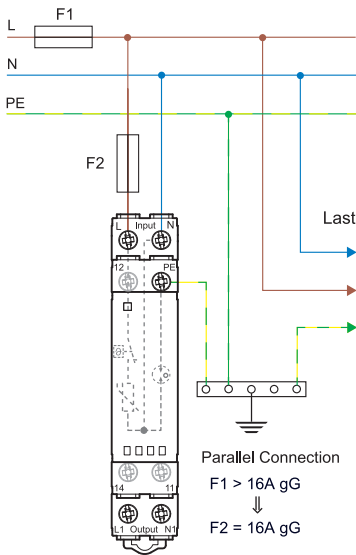 F1
L
N
PE
F2
L Input N
Last
12 PE
Parallel Connection
F1 > 16A gG
⇓
F2 = 16A gG
14 11
L1 Output N1